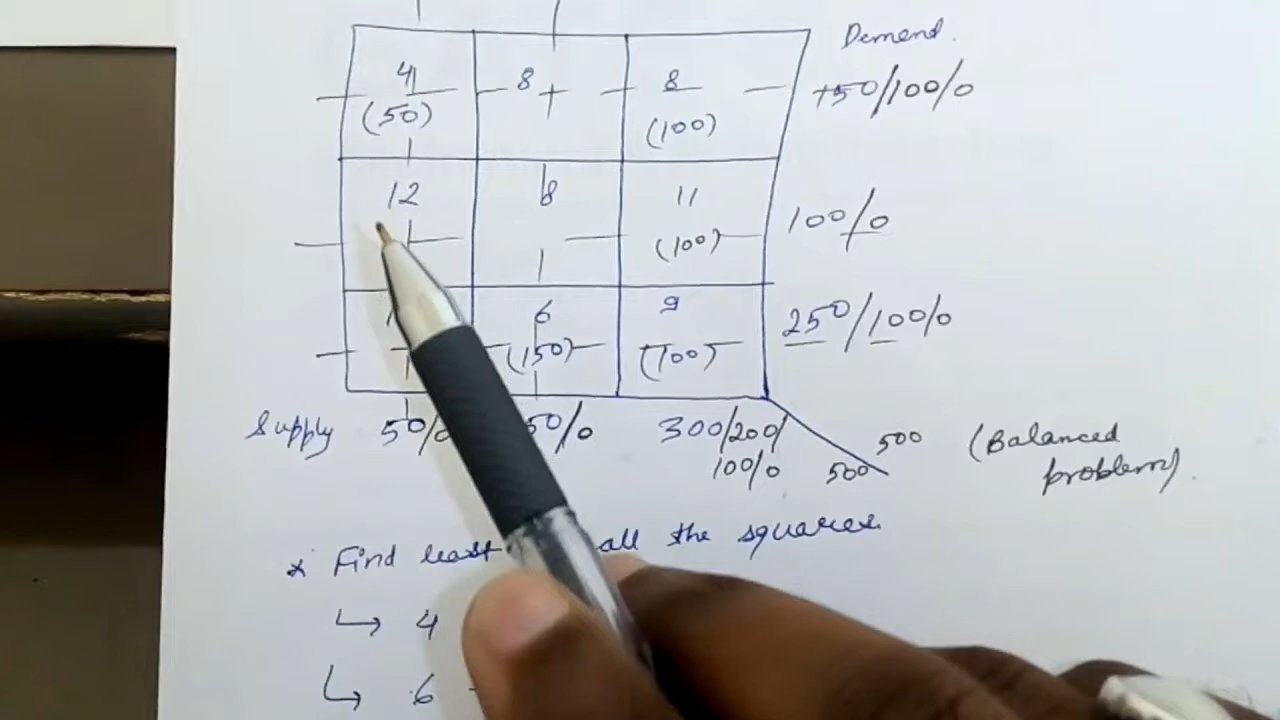 Demand.
4 8 8 150/100/0
(50) (100)
12 8 11 100/0
(100)
6 9 250/100/0
(150) (100)
Supply 50/0 50/0 300/200/ 500 (Balanced
100/0 500 problem).
* Find least all the squares
↳ 4
↳ 6 -